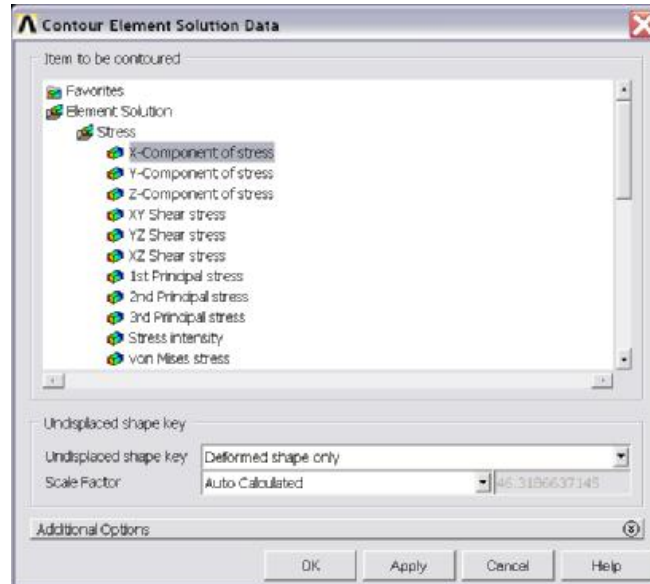 Contour Element Solution Data
Item to be contoured
Favorites
Element Solution
Stress
X-Component of stress
Y-Component of stress
Z-Component of stress
XY Shear stress
YZ Shear stress
XZ Shear stress
1st Principal stress
2nd Principal stress
3rd Principal stress
Stress intensity
von Mises stress
Undisplaced shape key
Undisplaced shape key Deformed shape only
Scale Factor Auto Calculated 46.3186637145
Additional Options
OK Apply Cancel Help